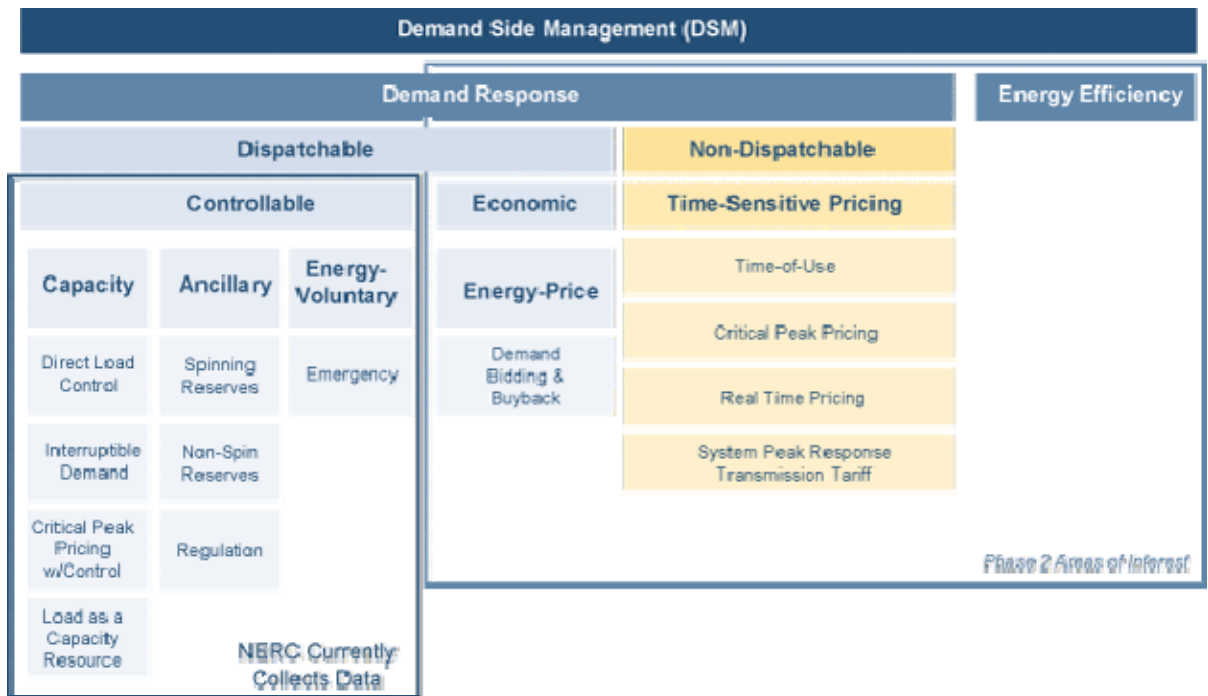 Demand Side Management (DSM)
Demand Response
Energy Efficiency
Dispatchable
Non-Dispatchable
Controllable
Economic
Time-Sensitive Pricing
Capacity
Ancillary
Energy-
Voluntary
Energy-Price
Time-of-Use
Critical Peak Pricing
Real Time Pricing
System Peak Response
Transmission Tariff
Direct Load
Control
Spinning
Reserves
Emergency
Demand
Bidding &
Buyback
Interruptible
Demand
Non-Spin
Reserves
Critical Peak
Pricing
w/Control
Regulation
Load as a
Capacity
Resource
NERC Currently
Collects Data
Phase 2 Areas of Interest